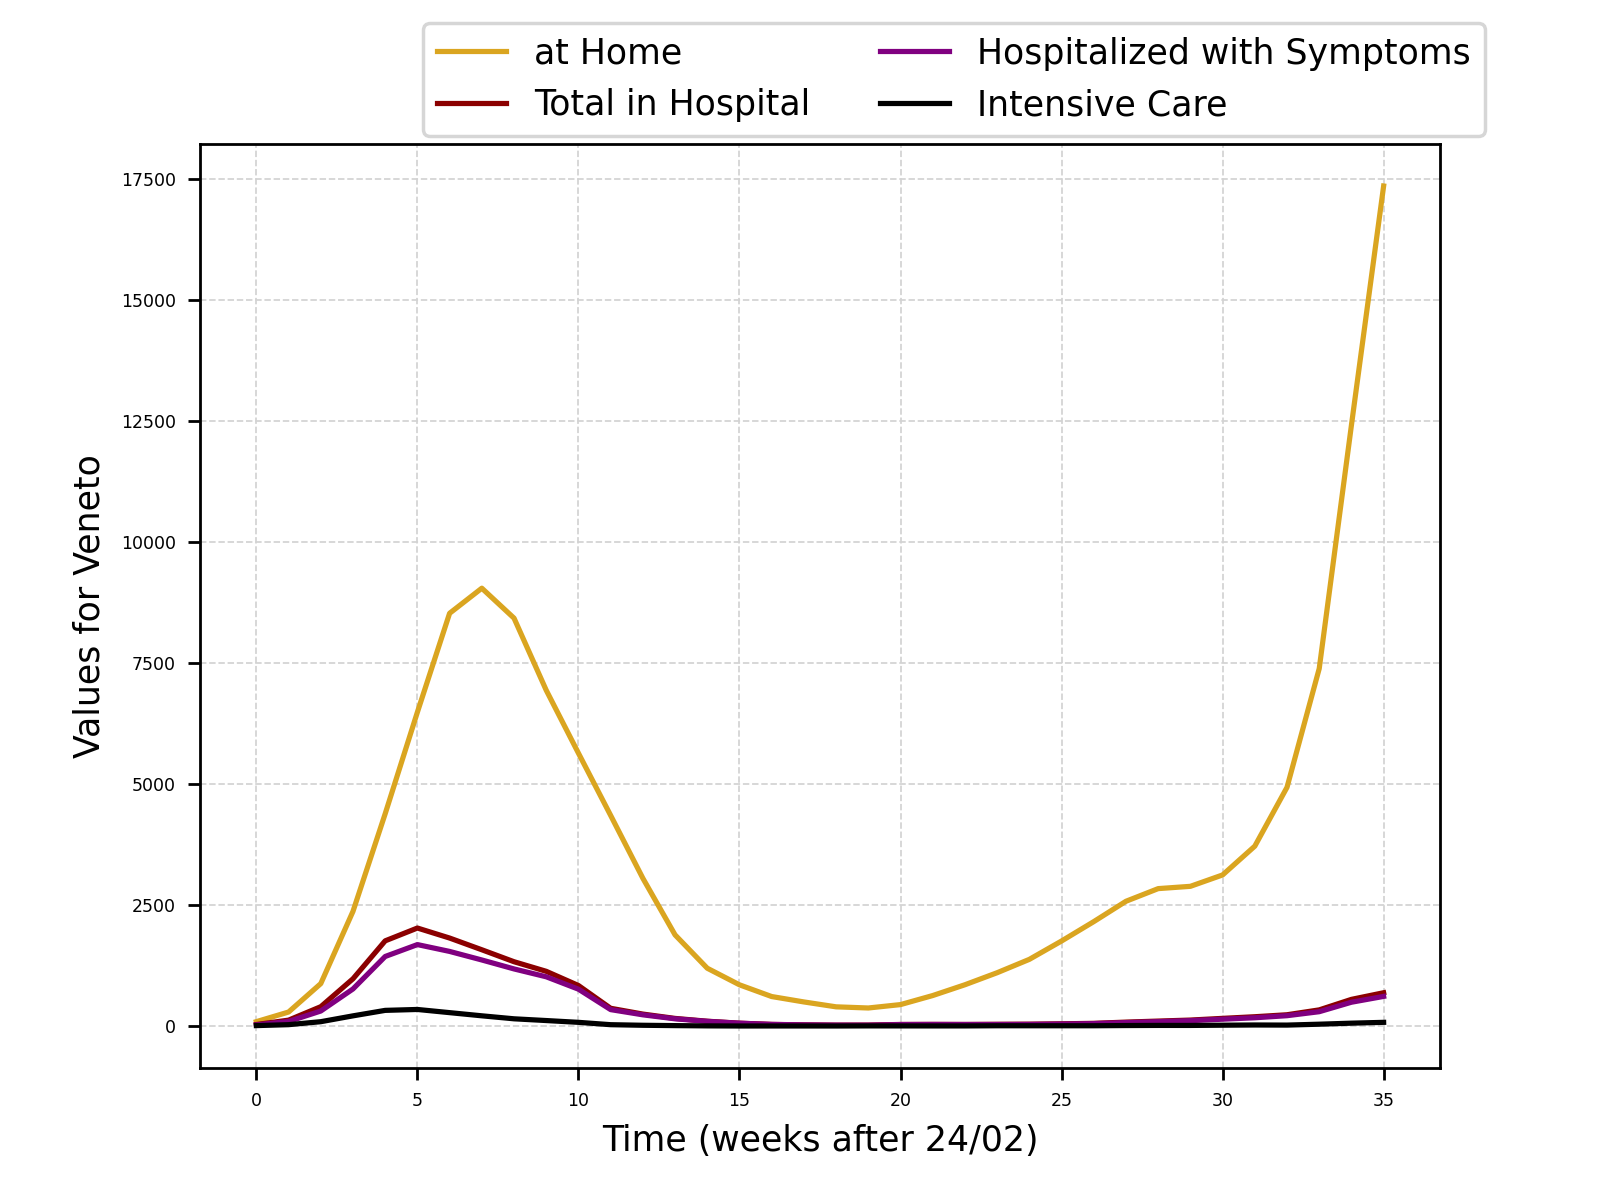 at Home
Total in Hospital
Hospitalized with Symptoms
Intensive Care
Values for Veneto
17500
15000
12500
10000
7500
5000
2500
0
0 5 10 15 20 25 30 35
Time (weeks after 24/02)